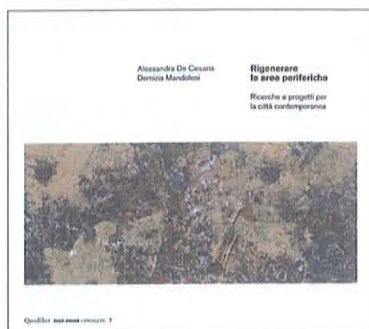 Alessandra De Cesaris
Domizia Mandolesi
Rigenerare
le aree periferiche
Ricerche e progetti per
la città contemporanea
Quodlibet